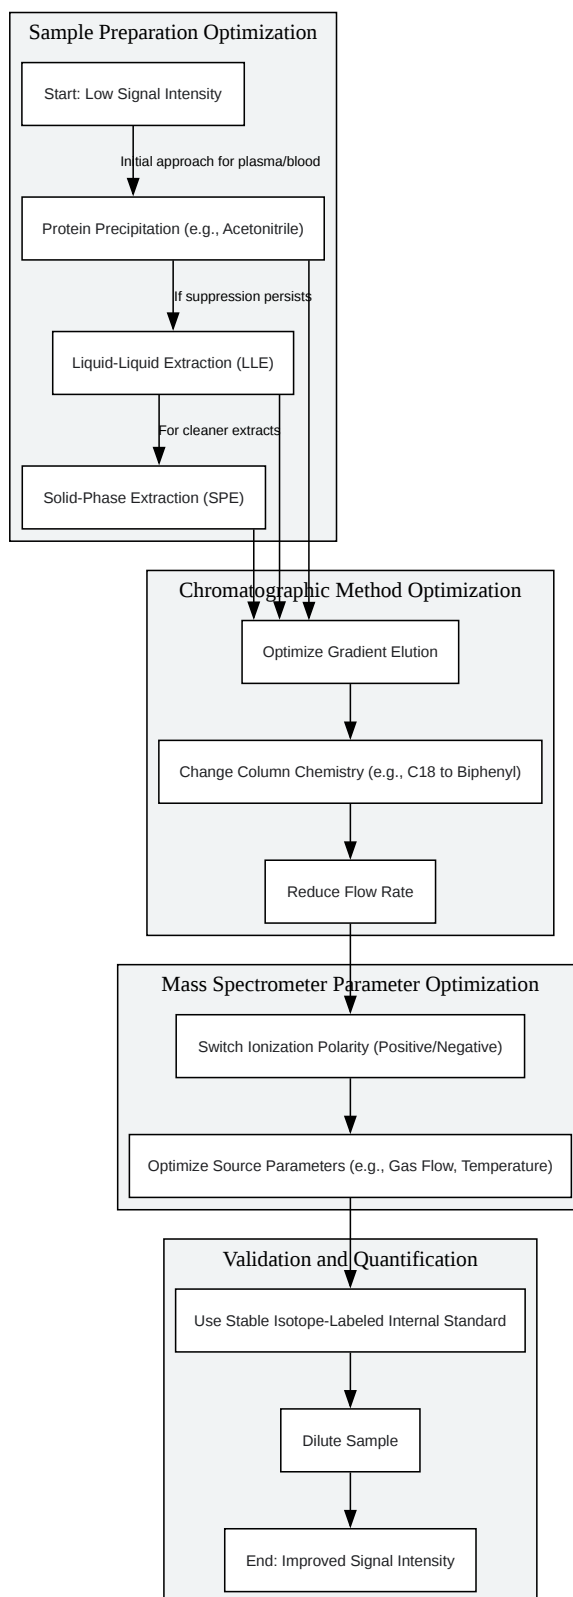 Sample Preparation Optimization
Start: Low Signal Intensity
Initial approach for plasma/blood
Protein Precipitation (e.g., Acetonitrile)
If suppression persists
Liquid-Liquid Extraction (LLE)
For cleaner extracts
Solid-Phase Extraction (SPE)
Chromatographic Method Optimization
Optimize Gradient Elution
Change Column Chemistry (e.g., C18 to Biphenyl)
Reduce Flow Rate
Mass Spectrometer Parameter Optimization
Switch Ionization Polarity (Positive/Negative)
Optimize Source Parameters (e.g., Gas Flow, Temperature)
Validation and Quantification
Use Stable Isotope-Labeled Internal Standard
Dilute Sample
End: Improved Signal Intensity